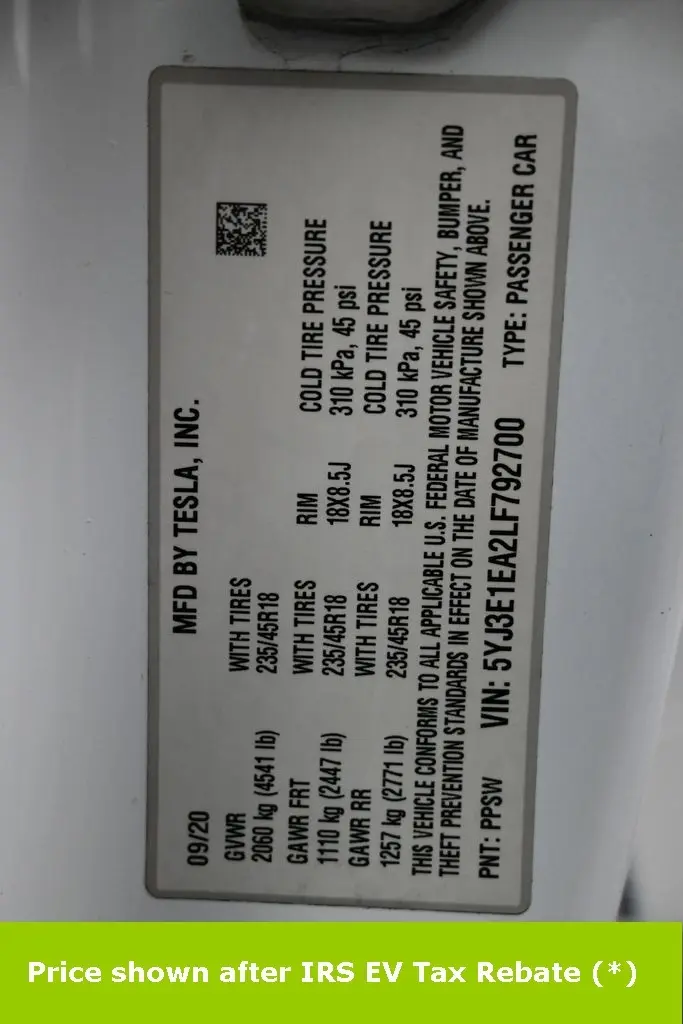 09/20 MFD BY TESLA, INC.
GVWR WITH TIRES
2060 kg (4541 lb) 235/45R18
GAWR FRT WITH TIRES RIM COLD TIRE PRESSURE
1110 kg (2447 lb) 235/45R18 18X8.5J 310 kPa, 45 psi
GAWR RR WITH TIRES RIM COLD TIRE PRESSURE
1257 kg (2771 lb) 235/45R18 18X8.5J 310 kPa, 45 psi
THIS VEHICLE CONFORMS TO ALL APPLICABLE U.S. FEDERAL MOTOR VEHICLE SAFETY, BUMPER, AND
THEFT PREVENTION STANDARDS IN EFFECT ON THE DATE OF MANUFACTURE SHOWN ABOVE.
PNT: PPSW VIN: 5YJ3E1EA2LF792700 TYPE: PASSENGER CAR
Price shown after IRS EV Tax Rebate (*)